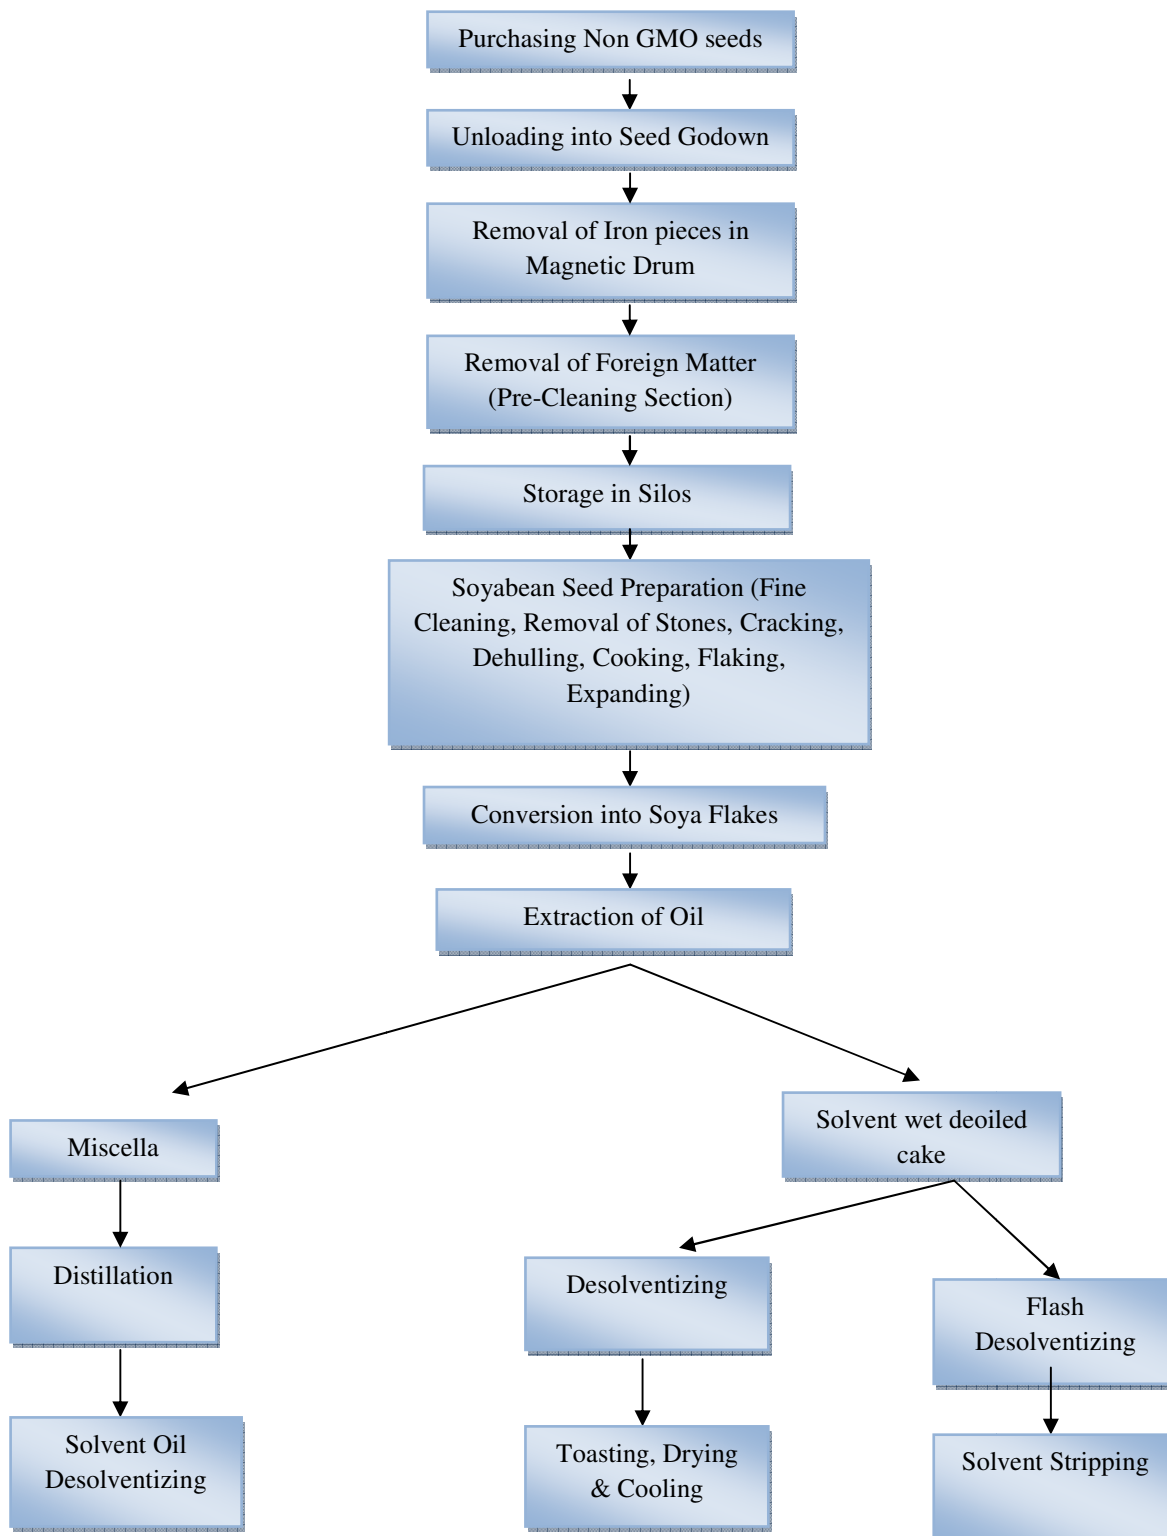 Purchasing Non GMO seeds
Unloading into Seed Godown
Removal of Iron pieces in
Magnetic Drum
Removal of Foreign Matter
(Pre-Cleaning Section)
Storage in Silos
Soyabean Seed Preparation (Fine
Cleaning, Removal of Stones, Cracking,
Dehulling, Cooking, Flaking,
Expanding)
Conversion into Soya Flakes
Extraction of Oil
Miscella
Solvent wet deoiled
cake
Distillation
Desolventizing
Flash
Desolventizing
Solvent Oil
Desolventizing
Toasting, Drying
& Cooling
Solvent Stripping